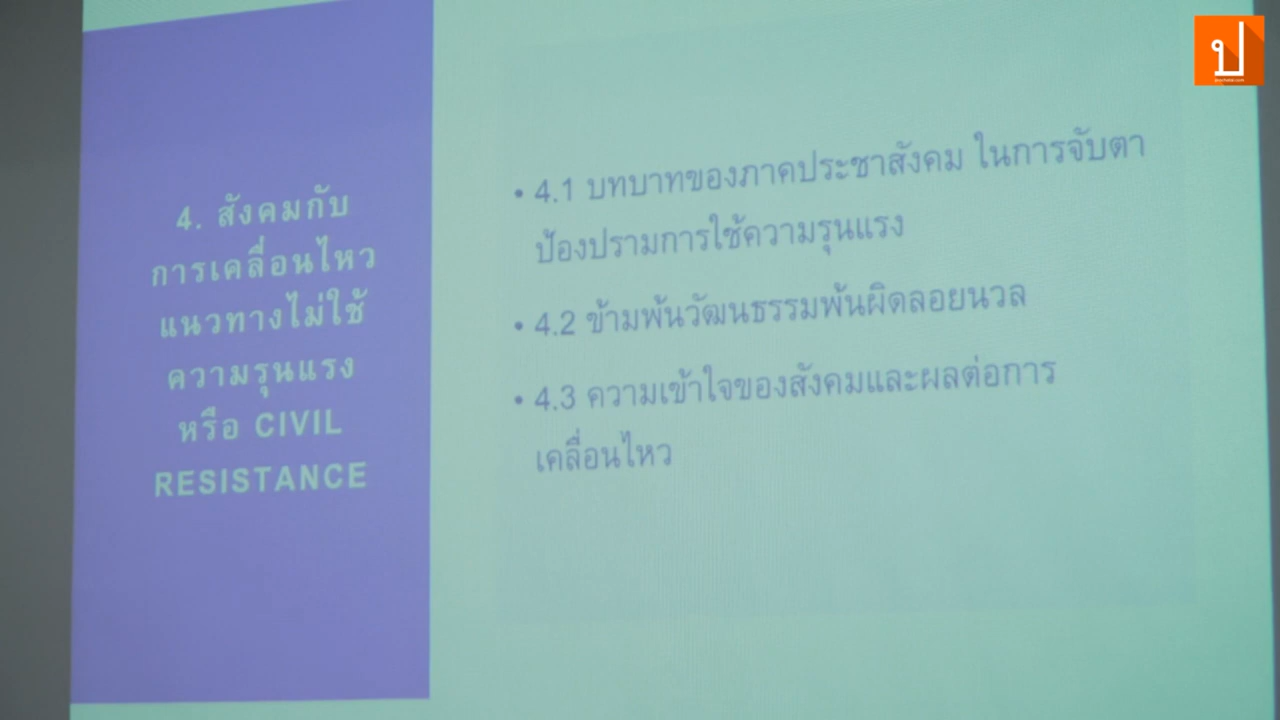 4. สังคมกับ
การเคลื่อนไหว
แนวทางไม่ใช้
ความรุนแรง
หรือ CIVIL
RESISTANCE
• 4.1 บทบาทของภาคประชาสังคม ในการจับตา
ป้องปรามการใช้ความรุนแรง
• 4.2 ข้ามพ้นวัฒนธรรมพ้นผิดลอยนวล
• 4.3 ความเข้าใจของสังคมและผลต่อการ
เคลื่อนไหว
ป